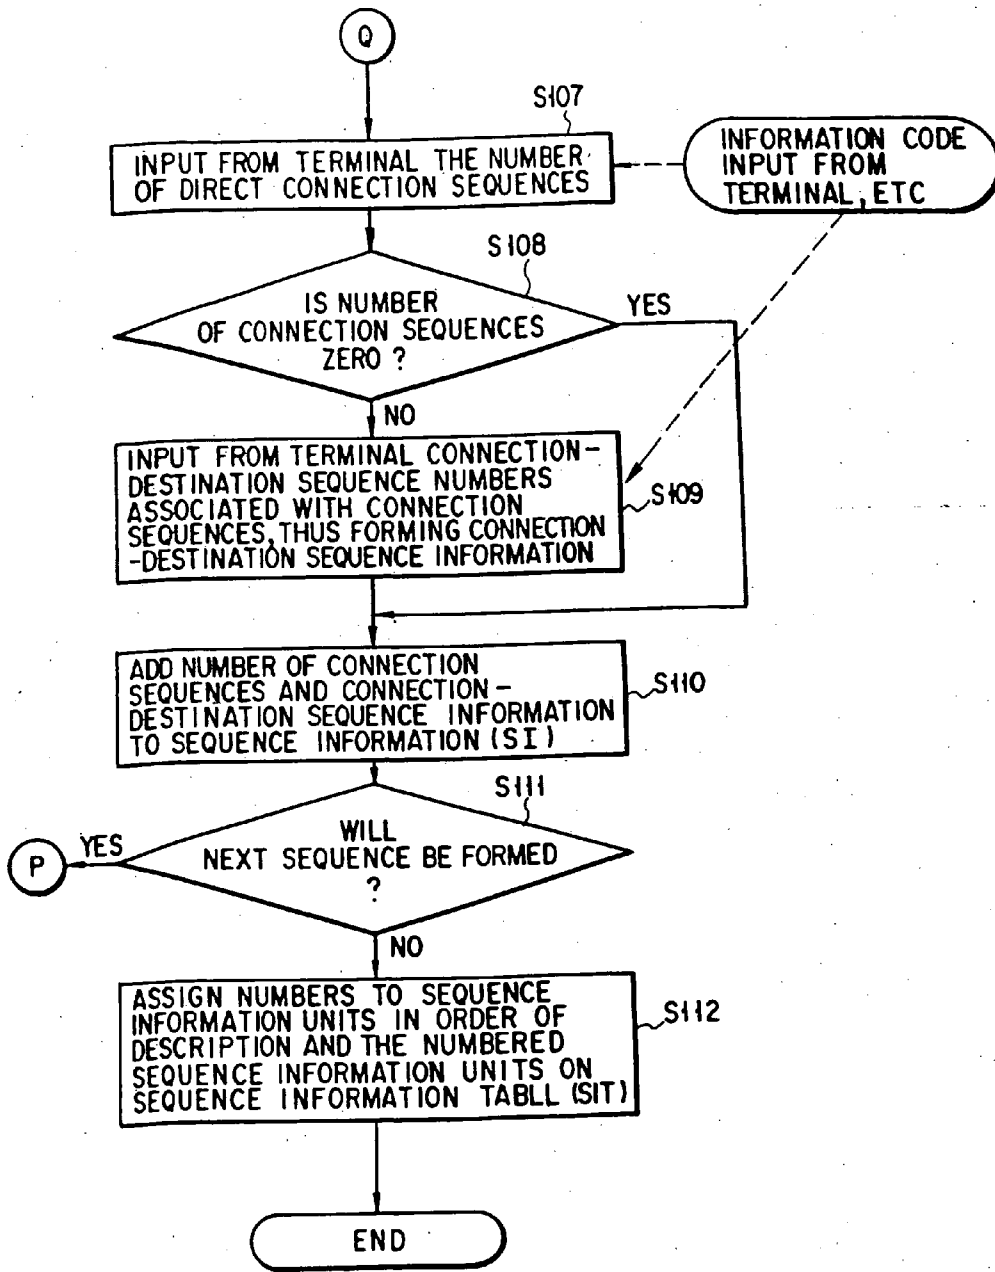 Q
S107
INPUT FROM TERMINAL THE NUMBER
OF DIRECT CONNECTION SEQUENCES
INFORMATION CODE
INPUT FROM
TERMINAL, ETC
S108
IS NUMBER
OF CONNECTION SEQUENCES
ZERO ?
YES
NO
INPUT FROM TERMINAL CONNECTION-
DESTINATION SEQUENCE NUMBERS
ASSOCIATED WITH CONNECTION
SEQUENCES, THUS FORMING CONNECTION
-DESTINATION SEQUENCE INFORMATION
S109
ADD NUMBER OF CONNECTION
SEQUENCES AND CONNECTION-
DESTINATION SEQUENCE INFORMATION
TO SEQUENCE INFORMATION (SI)
S110
S111
WILL
NEXT SEQUENCE BE FORMED
?
YES
P
NO
ASSIGN NUMBERS TO SEQUENCE
INFORMATION UNITS IN ORDER OF
DESCRIPTION AND THE NUMBERED
SEQUENCE INFORMATION UNITS ON
SEQUENCE INFORMATION TABLL (SIT)
S112
END